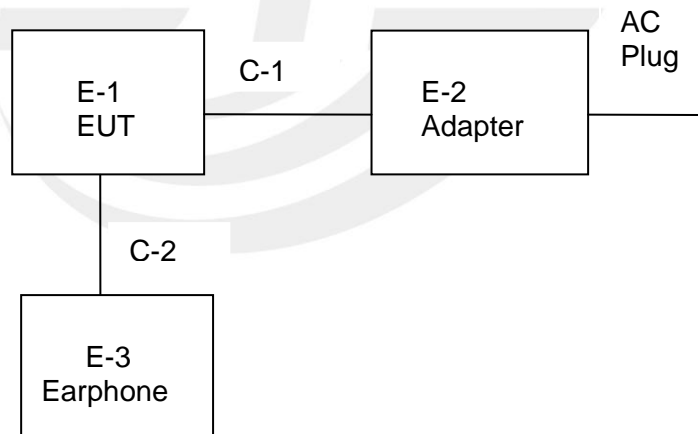 AC
Plug
C-1
E-1
EUT
E-2
Adapter
C-2
E-3
Earphone